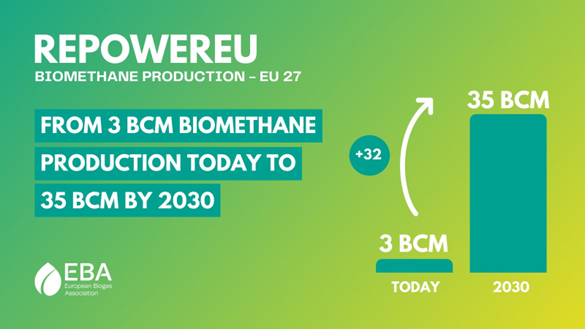 REPOWEREU
BIOMETHANE PRODUCTION - EU 27
FROM 3 BCM BIOMETHANE
PRODUCTION TODAY TO
35 BCM BY 2030
EBA
European Biogas
Association
+32
35 BCM
3 BCM
TODAY
2030